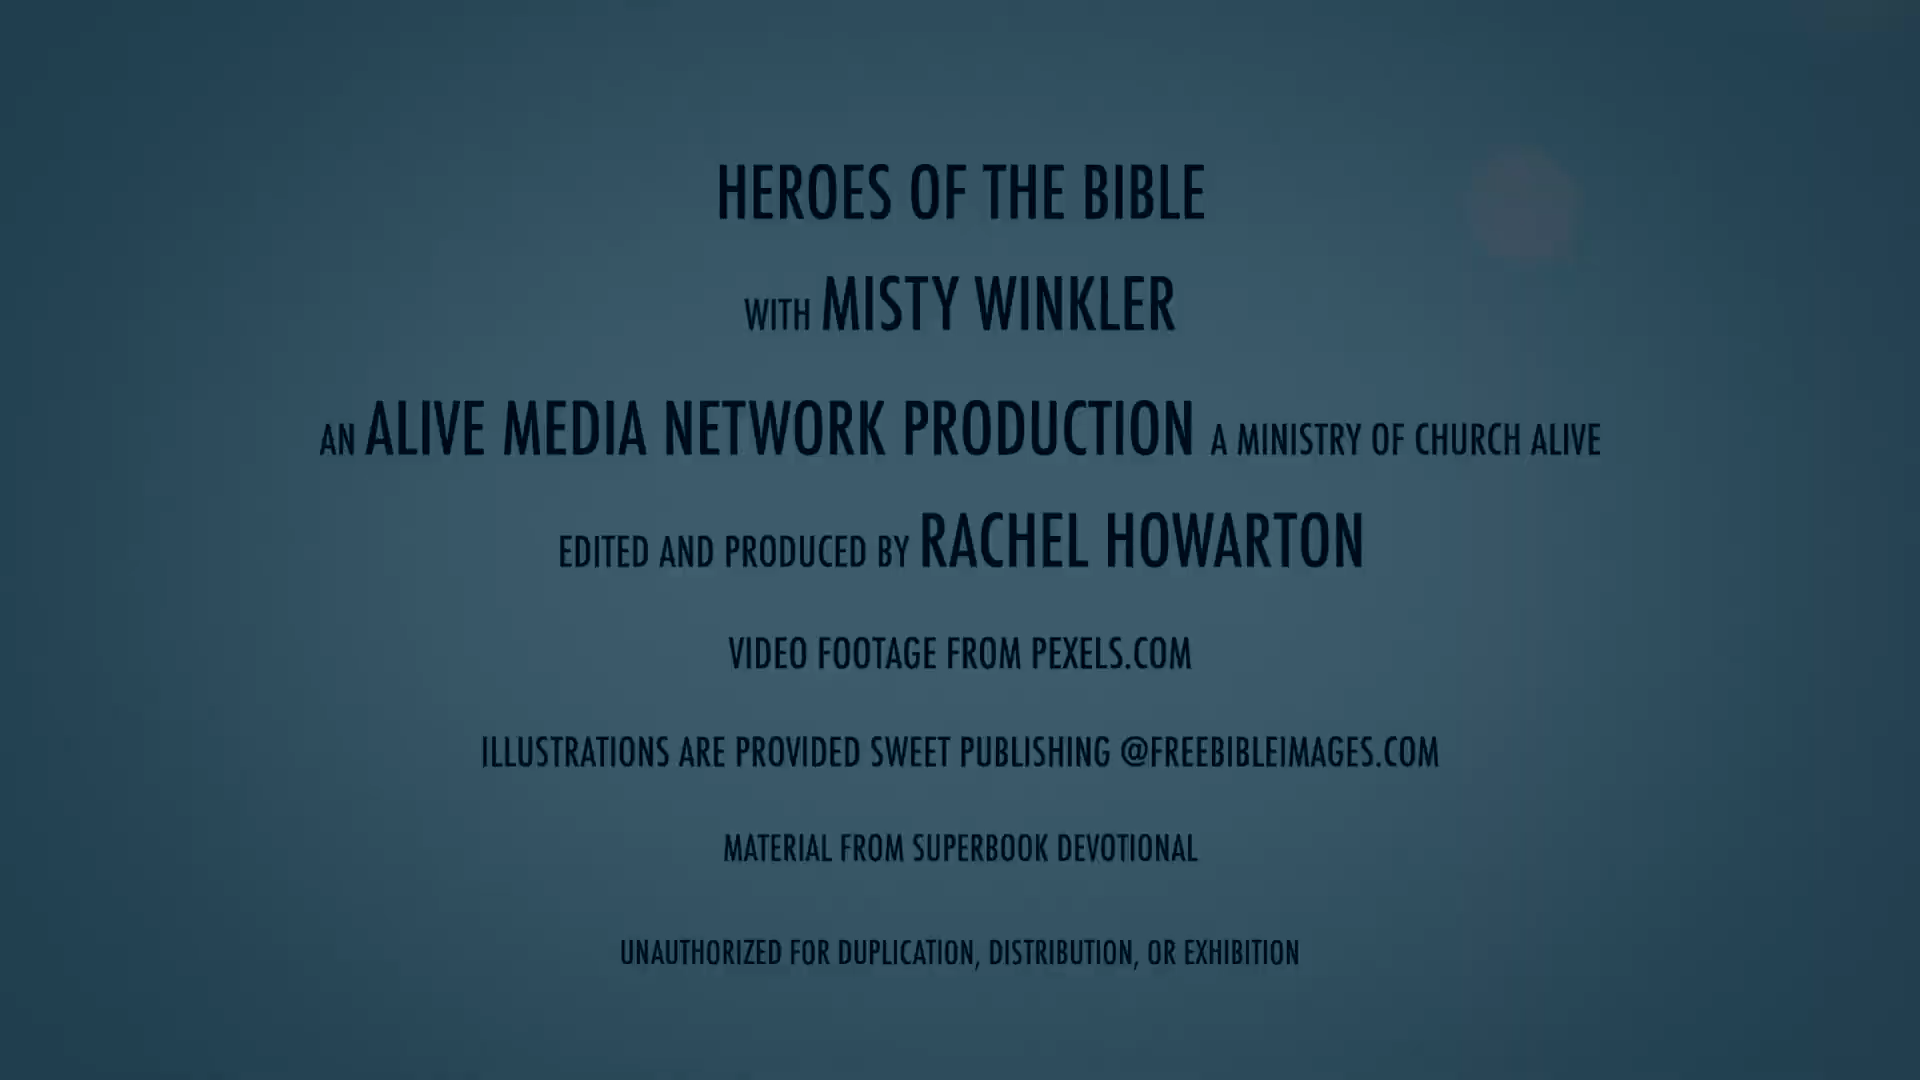 HEROES OF THE BIBLE
WITH MISTY WINKLER
AN ALIVE MEDIA NETWORK PRODUCTION A MINISTRY OF CHURCH ALIVE
EDITED AND PRODUCED BY RACHEL HOWARTON
VIDEO FOOTAGE FROM PEXELS.COM
ILLUSTRATIONS ARE PROVIDED SWEET PUBLISHING @FREEBIBLEIMAGES.COM
MATERIAL FROM SUPERBOOK DEVOTIONAL
UNAUTHORIZED FOR DUPLICATION, DISTRIBUTION, OR EXHIBITION